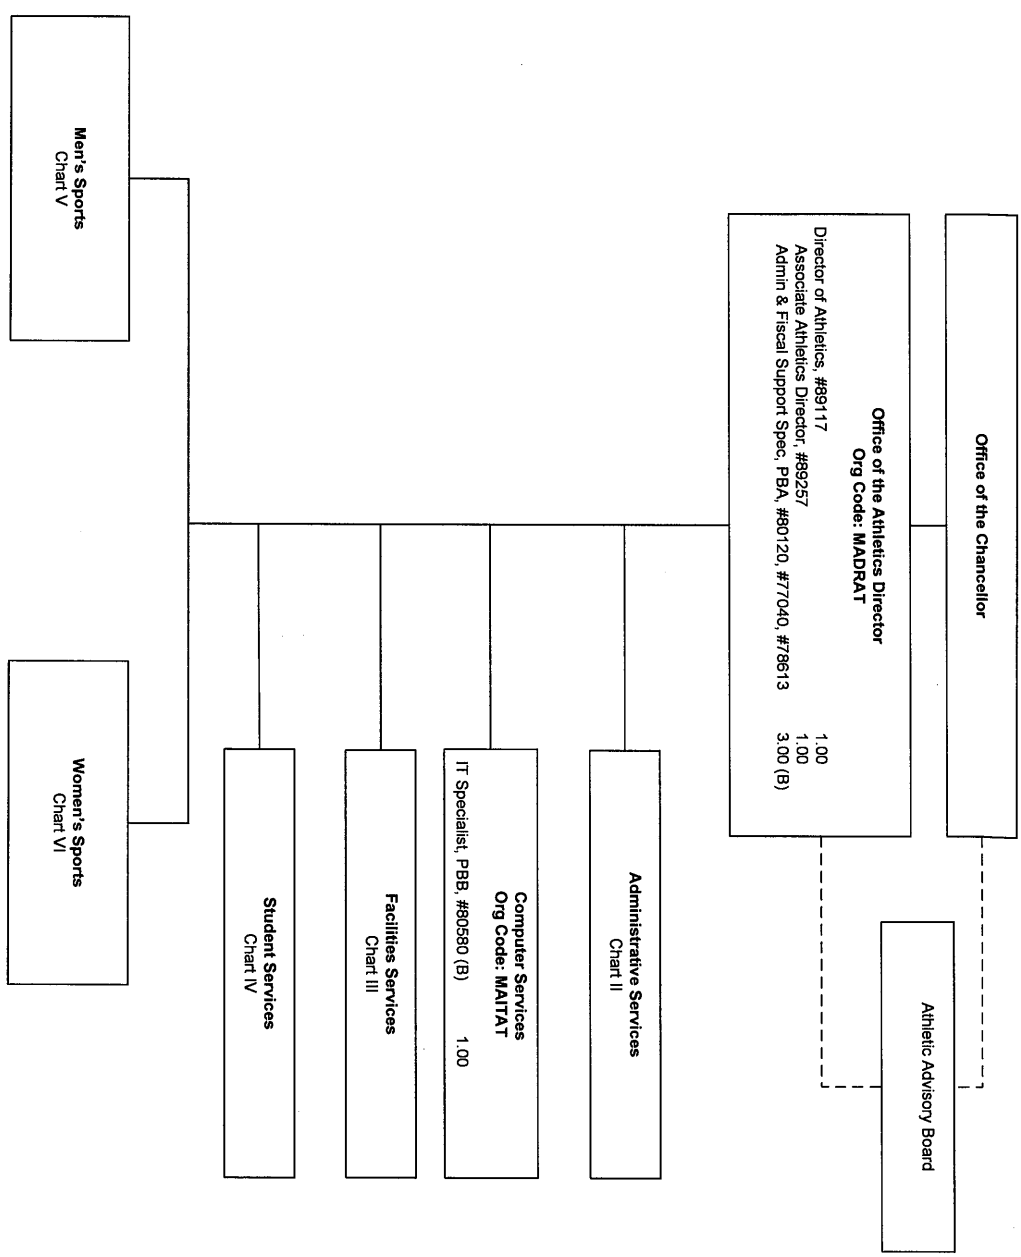 Office of the Chancellor
Athletic Advisory Board
Office of the Athletics Director
Org Code: MADRAT
Director of Athletics, #89117 1.00
Associate Athletics Director, #89257 1.00
Admin & Fiscal Support Spec, PBA, #80120, #77040, #78613 3.00 (B)
Administrative Services
Chart II
Computer Services
Org Code: MAITAT
IT Specialist, PBB, #80580 (B) 1.00
Facilities Services
Chart III
Student Services
Chart IV
Men's Sports
Chart V
Women's Sports
Chart VI